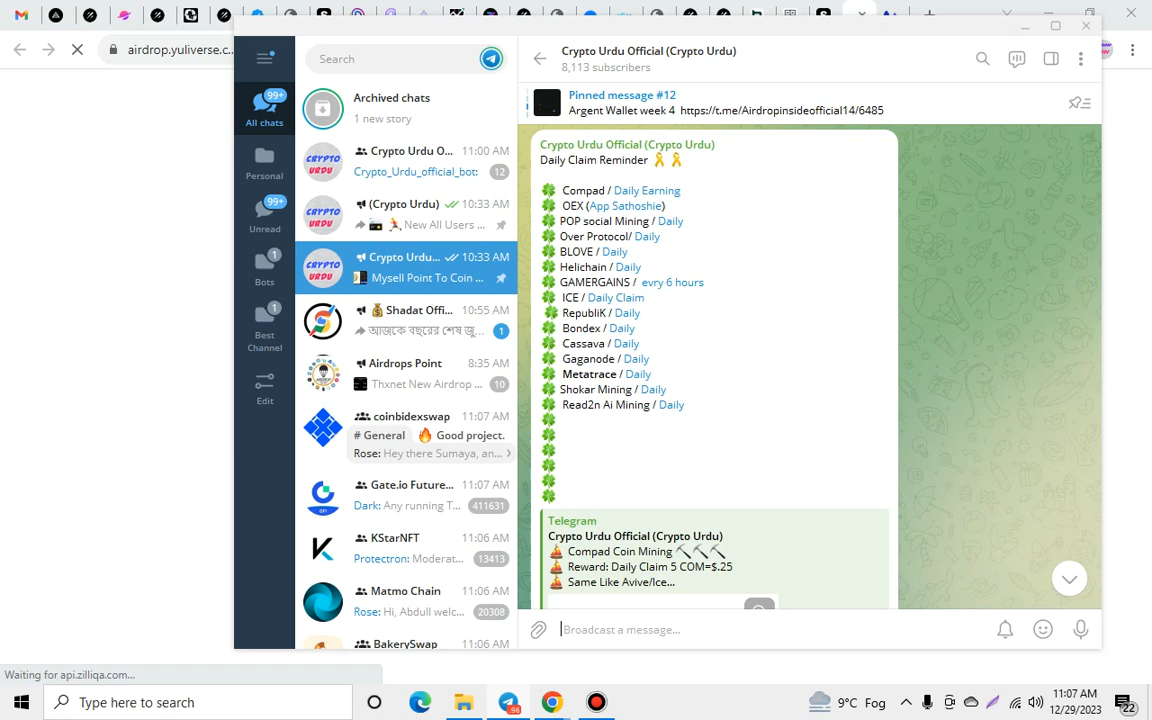 airdrop.yuliverse.c...
Search
Archived chats
1 new story
Crypto Urdu O... 11:00 AM
Crypto_Urdu_official_bot: 12
(Crypto Urdu) 10:33 AM
New All Users ...
Crypto Urdu... 10:33 AM
Mysell Point To Coin ...
Shadat Offi... 10:55 AM
আজকে বছরের শেষ জু... 1
Airdrops Point 8:35 AM
Thxnet New Airdrop ... 10
coinbidexswap 11:07 AM
# General 🔥 Good project.
Rose: Hey there Sumaya, an...
Gate.io Future... 11:07 AM
Dark: Any running T... 411631
KStarNFT 11:06 AM
Protectron: Moderat... 13413
Matmo Chain 11:06 AM
Rose: Hi, Abdull welc... 20308
BakerySwap 11:06 AM
99+
All chats
Personal
99+
Unread
1
Bots
1
Best
Channel
Edit
Crypto Urdu Official (Crypto Urdu)
8,113 subscribers
Pinned message #12
Argent Wallet week 4 https://t.me/Airdropinsideofficial14/6485
Crypto Urdu Official (Crypto Urdu)
Daily Claim Reminder 🎗 🎗
🍀 Compad / Daily Earning
🍀 OEX (App Sathoshie)
🍀 POP social Mining / Daily
🍀 Over Protocol/ Daily
🍀 BLOVE / Daily
🍀 Helichain / Daily
🍀 GAMERGAINS / evry 6 hours
🍀 ICE / Daily Claim
🍀 RepubliK / Daily
🍀 Bondex / Daily
🍀 Cassava / Daily
🍀 Gaganode / Daily
🍀 Metatrace / Daily
🍀 Shokar Mining / Daily
🍀 Read2n Ai Mining / Daily
Telegram
Crypto Urdu Official (Crypto Urdu)
Compad Coin Mining ⛏⛏⛏
Reward: Daily Claim 5 COM=$.25
Same Like Avive/Ice...
Broadcast a message...
Waiting for api.zilliqa.com...
Type here to search
96
9°C Fog
11:07 AM
12/29/2023
22